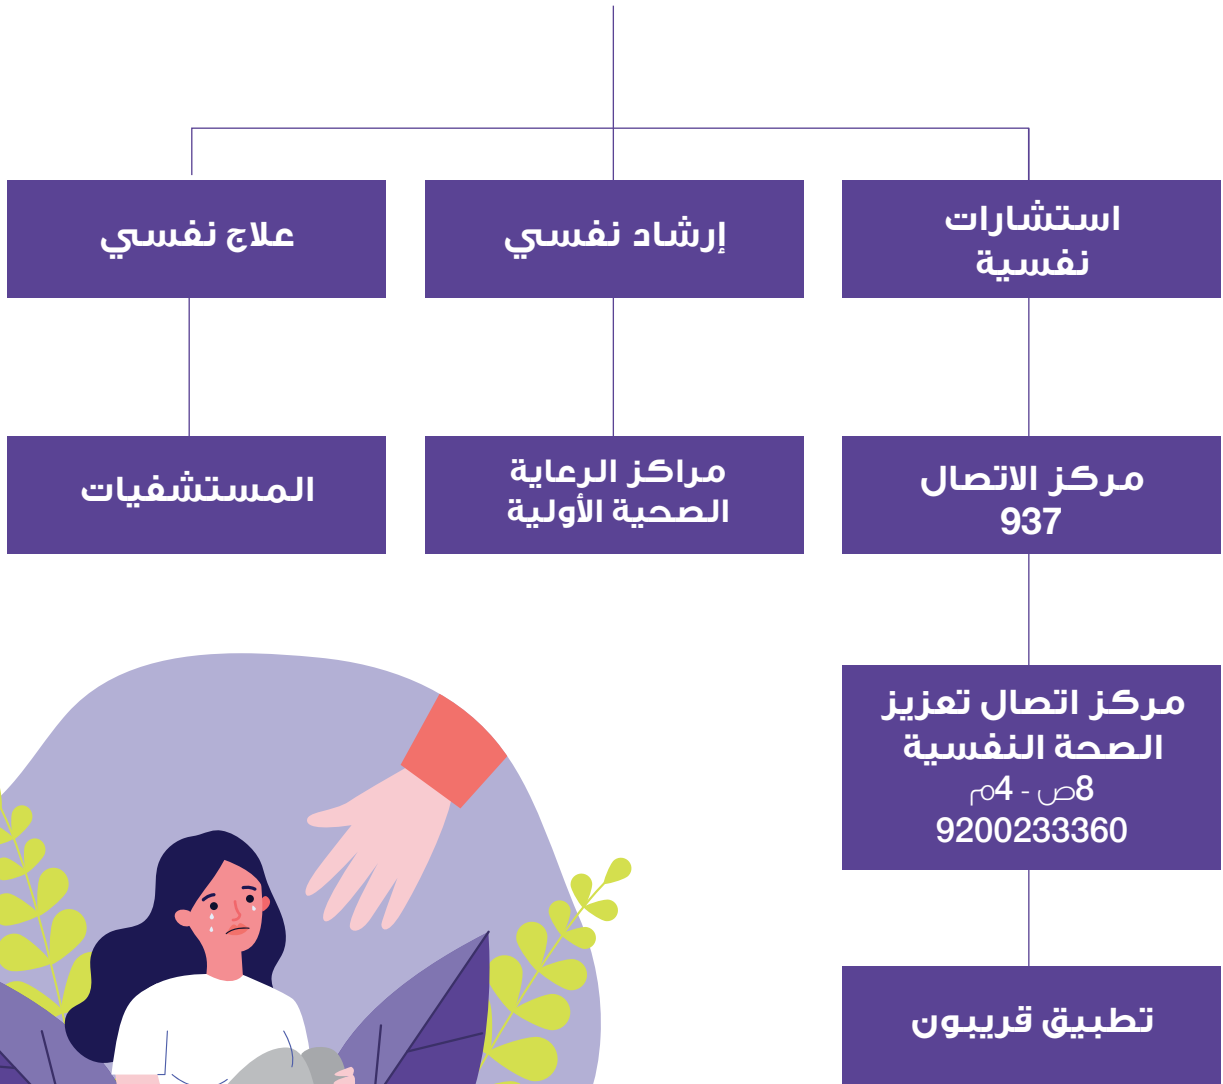 استشارات
نفسية
إرشاد نفسي
علاج نفسي
مركز الاتصال
937
مراكز الرعاية
الصحية الأولية
المستشفيات
مركز اتصال تعزيز
الصحة النفسية
8ص - 4م
9200233360
تطبيق قريبون